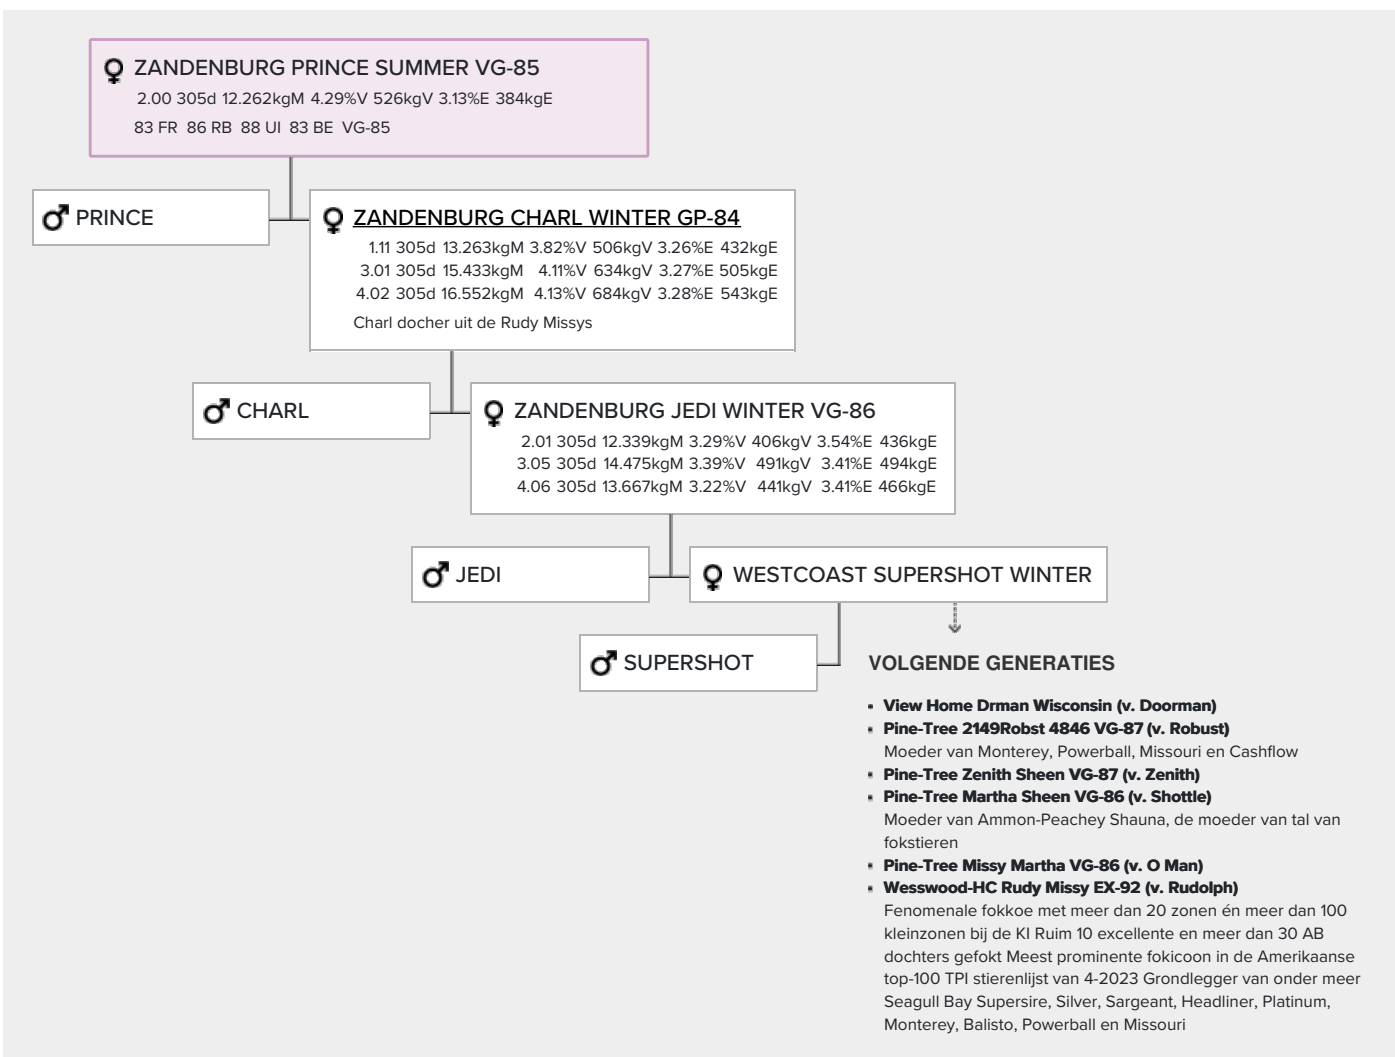 ZANDENBURG PRINCE SUMMER VG-85
2.00 305d 12.262kgM 4.29%V 526kgV 3.13%E 384kgE
83 FR 86 RB 88 UI 83 BE VG-85
PRINCE
ZANDENBURG CHARL WINTER GP-84
1.11 305d 13.263kgM 3.82%V 506kgV 3.26%E 432kgE
3.01 305d 15.433kgM 4.11%V 634kgV 3.27%E 505kgE
4.02 305d 16.552kgM 4.13%V 684kgV 3.28%E 543kgE
Charl docher uit de Rudy Missys
CHARL
ZANDENBURG JEDI WINTER VG-86
2.01 305d 12.339kgM 3.29%V 406kgV 3.54%E 436kgE
3.05 305d 14.475kgM 3.39%V 491kgV 3.41%E 494kgE
4.06 305d 13.667kgM 3.22%V 441kgV 3.41%E 466kgE
JEDI
WESTCOAST SUPERSHOT WINTER
SUPERSHOT
VOLGENDE GENERATIES
View Home Drman Wisconsin (v. Doorman)
Pine-Tree 2149Robst 4846 VG-87 (v. Robust)
Moeder van Monterey, Powerball, Missouri en Cashflow
Pine-Tree Zenith Sheen VG-87 (v. Zenith)
Pine-Tree Martha Sheen VG-86 (v. Shottle)
Moeder van Ammon-Peachey Shauna, de moeder van tal van
fokstieren
Pine-Tree Missy Martha VG-86 (v. O Man)
Wesswood-HC Rudy Missy EX-92 (v. Rudolph)
Fenomenale fokkoe met meer dan 20 zonen én meer dan 100
kleinzonen bij de KI Ruim 10 excellente en meer dan 30 AB
dochters gefokt Meest prominente fokicoon in de Amerikaanse
top-100 TPI stierenlijst van 4-2023 Grondlegger van onder meer
Seagull Bay Supersire, Silver, Sargeant, Headliner, Platinum,
Monterey, Balisto, Powerball en Missouri